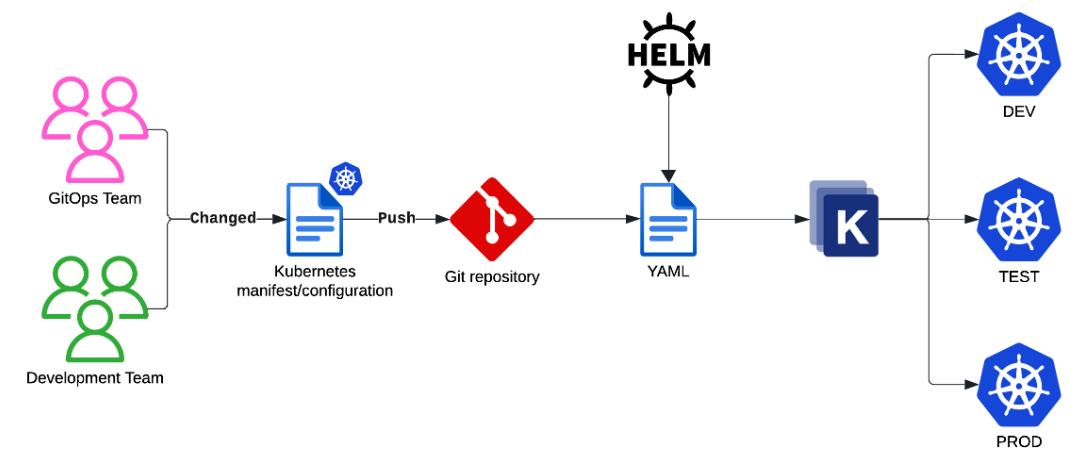 HELM
DEV
GitOps Team
Changed
Push
Kubernetes
manifest/configuration
Git repository
YAML
K
TEST
Development Team
PROD